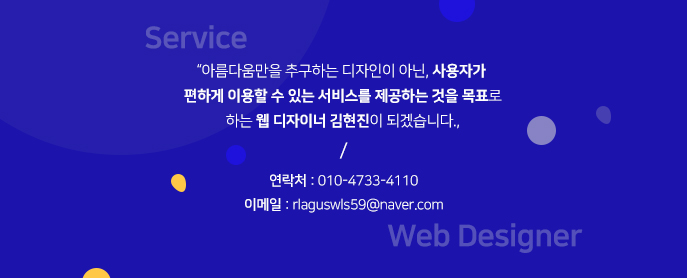 Service
“아름다움만을 추구하는 디자인이 아닌, 사용자가
편하게 이용할 수 있는 서비스를 제공하는 것을 목표로
하는 웹 디자이너 김현진이 되겠습니다.,
/
연락처 : 010-4733-4110
이메일 : rlaguswls59@naver.com
Web Designer